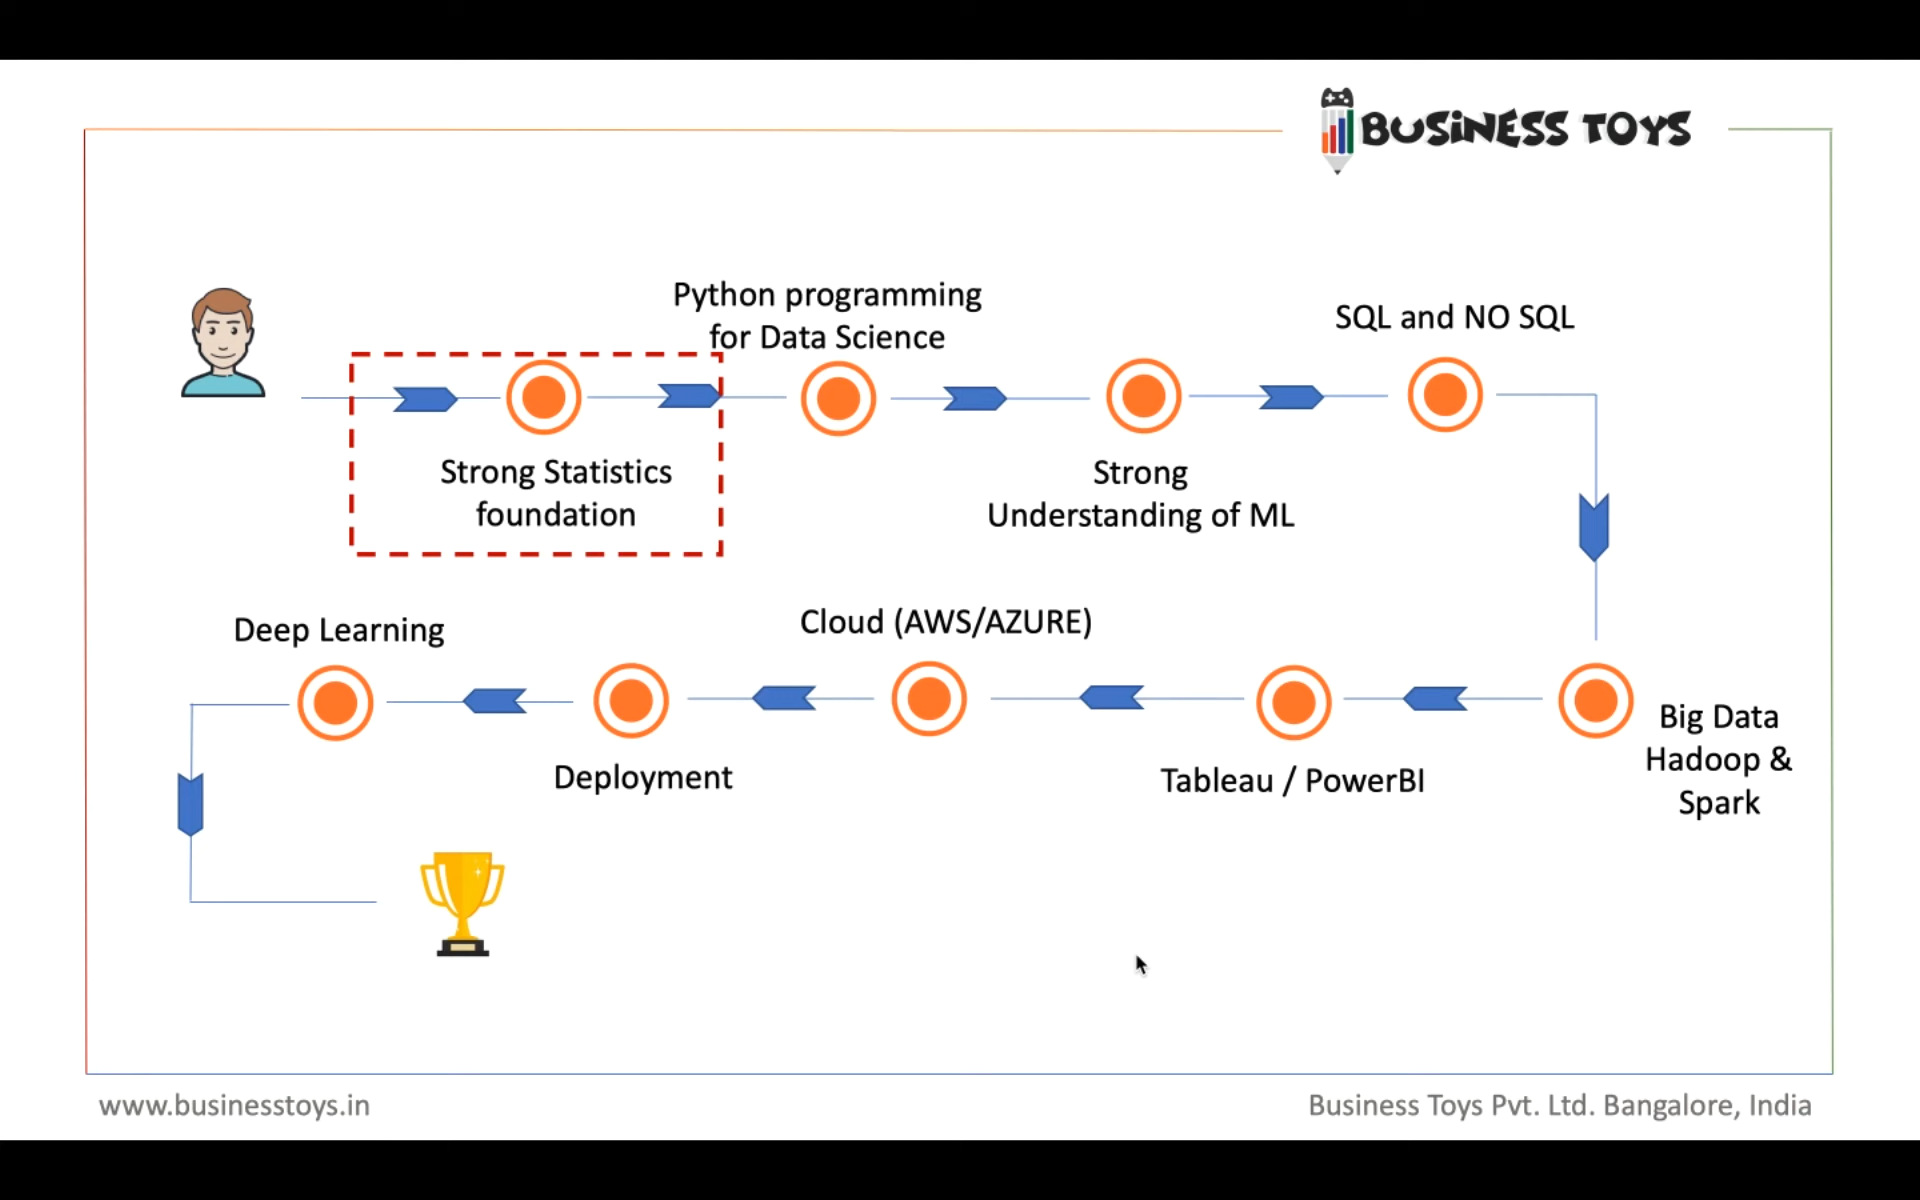 BUSiNESS TOYS
Python programming
for Data Science
SQL and NO SQL
Strong Statistics
foundation
Strong
Understanding of ML
Deep Learning
Cloud (AWS/AZURE)
Deployment
Tableau / PowerBI
Big Data
Hadoop &
Spark
www.businesstoys.in
Business Toys Pvt. Ltd. Bangalore, India